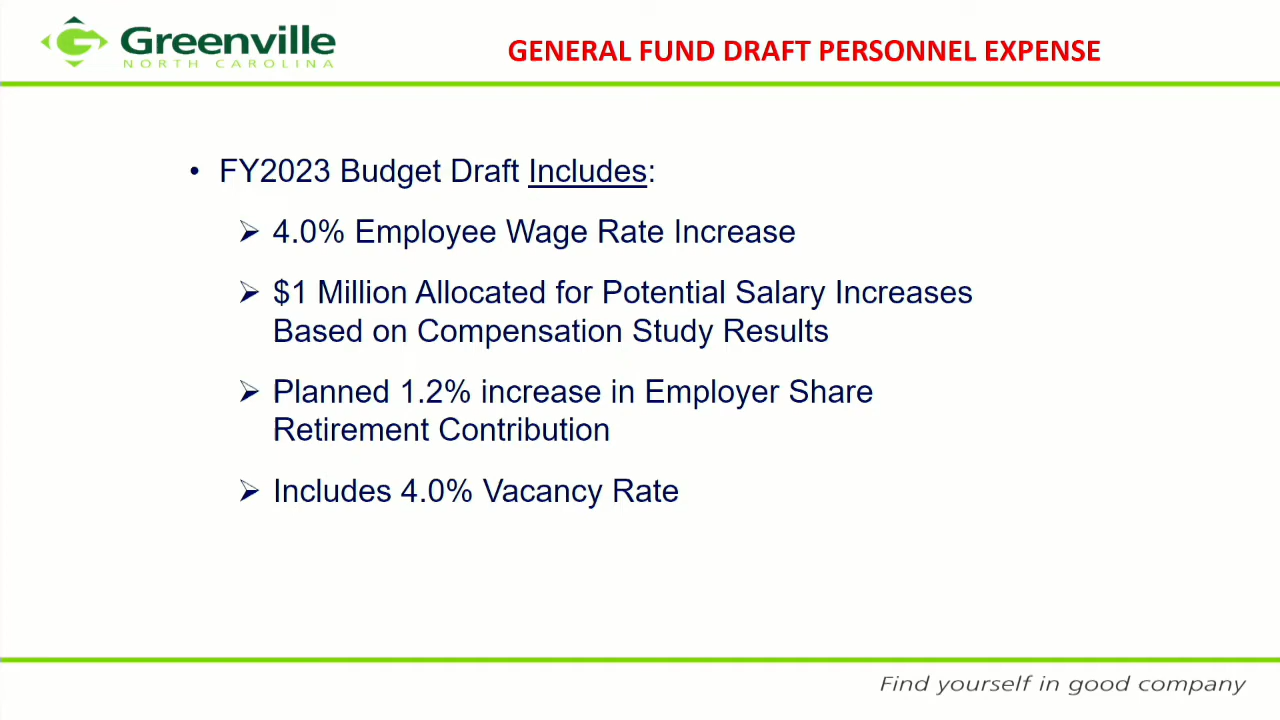 Greenville
NORTH CAROLINA
GENERAL FUND DRAFT PERSONNEL EXPENSE
• FY2023 Budget Draft Includes:
➢ 4.0% Employee Wage Rate Increase
➢ $1 Million Allocated for Potential Salary Increases
Based on Compensation Study Results
➢ Planned 1.2% increase in Employer Share
Retirement Contribution
➢ Includes 4.0% Vacancy Rate
Find yourself in good company